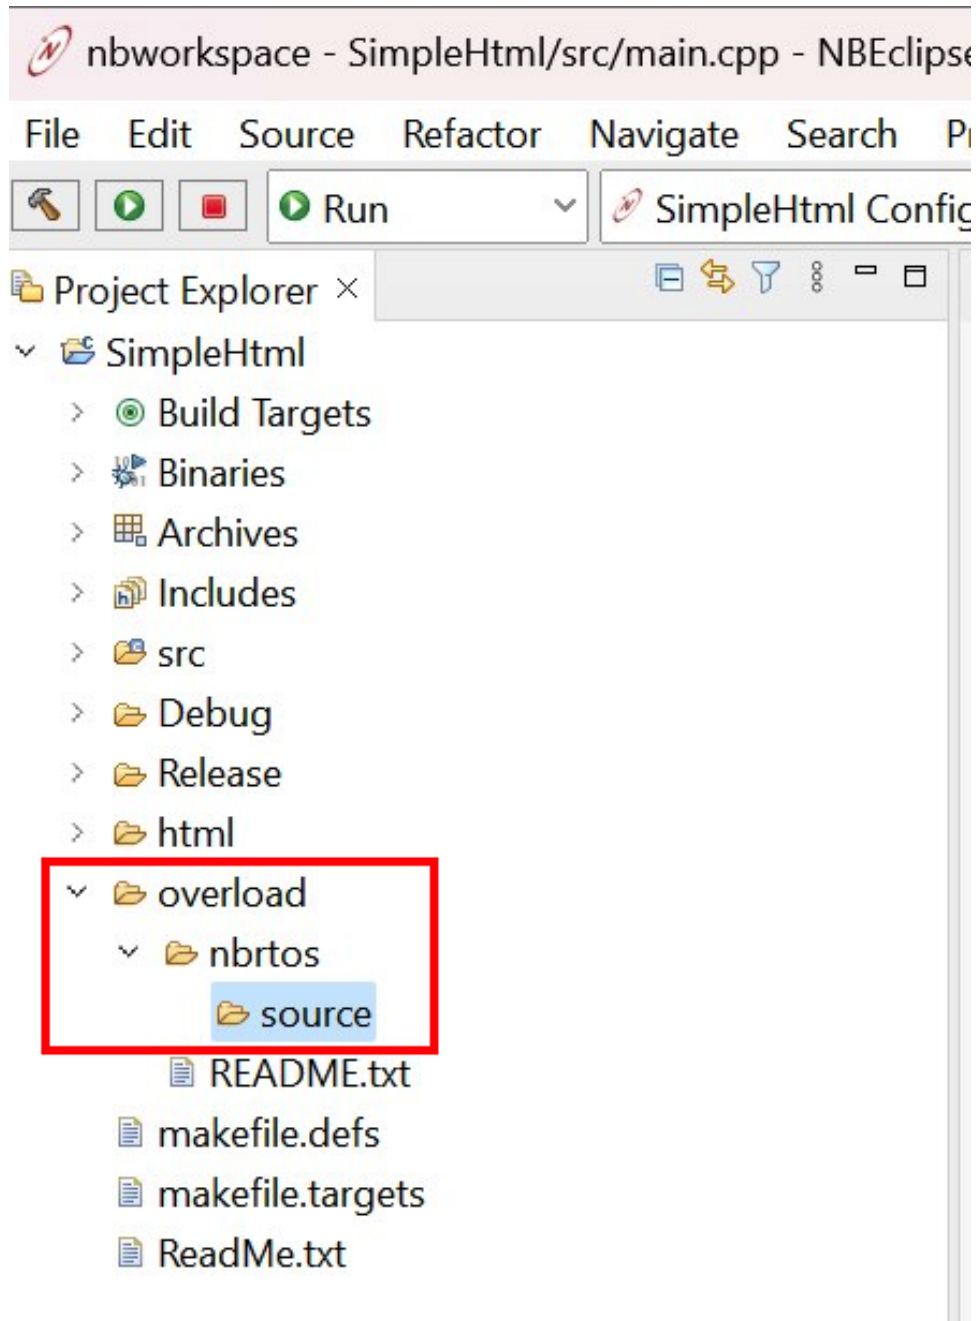 nbworkspace - SimpleHtml/src/main.cpp - NBEclipse
File Edit Source Refactor Navigate Search
Run SimpleHtml Config
Project Explorer
SimpleHtml
Build Targets
Binaries
Archives
Includes
src
Debug
Release
html
overload
nbrtos
source
README.txt
makefile.defs
makefile.targets
ReadMe.txt